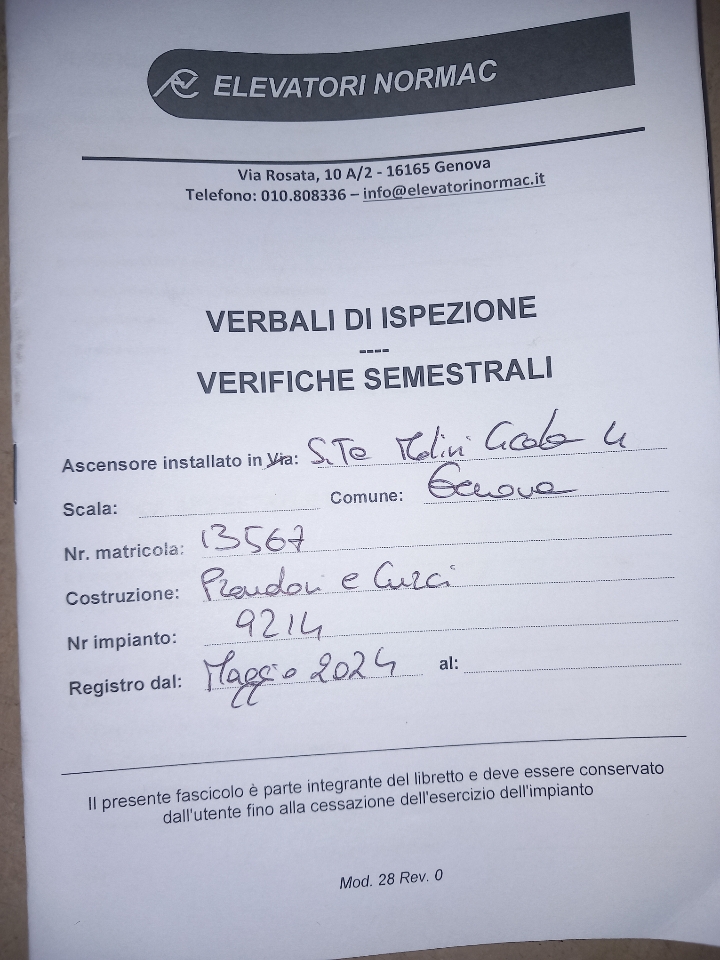 ELEVATORI NORMAC
Via Rosata, 10 A/2 - 16165 Genova
Telefono: 010.808336 – info@elevatorinormac.it
VERBALI DI ISPEZIONE
----
VERIFICHE SEMESTRALI
Ascensore installato in Via: S.Ta
Scala: Comune: Genova
Nr. matricola: 13567
Costruzione: e Curci
Nr impianto: 9214
Registro dal: Maggio 2024 al:
Il presente fascicolo è parte integrante del libretto e deve essere conservato
dall'utente fino alla cessazione dell'esercizio dell'impianto
Mod. 28 Rev. 0